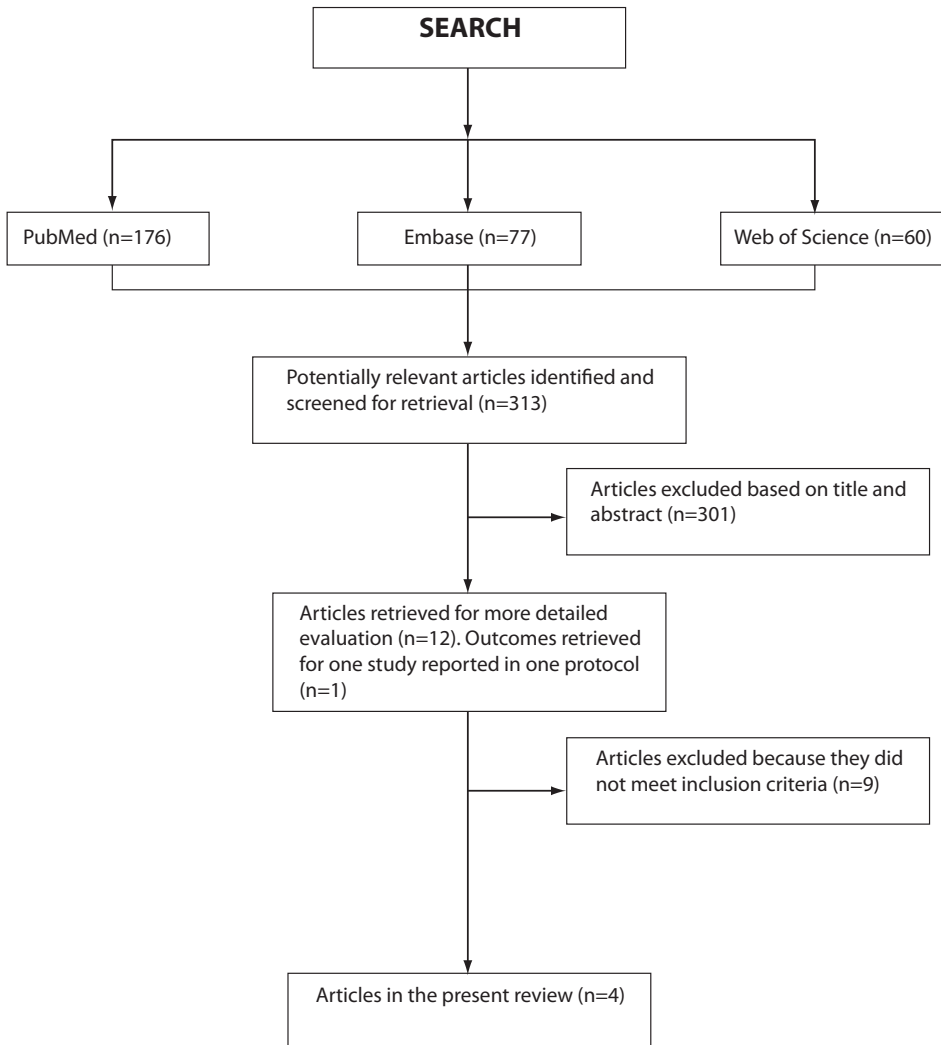 SEARCH
PubMed (n=176)
Embase (n=77)
Web of Science (n=60)
Potentially relevant articles identified and
screened for retrieval (n=313)
Articles excluded based on title and
abstract (n=301)
Articles retrieved for more detailed
evaluation (n=12). Outcomes retrieved
for one study reported in one protocol
(n=1)
Articles excluded because they did
not meet inclusion criteria (n=9)
Articles in the present review (n=4)